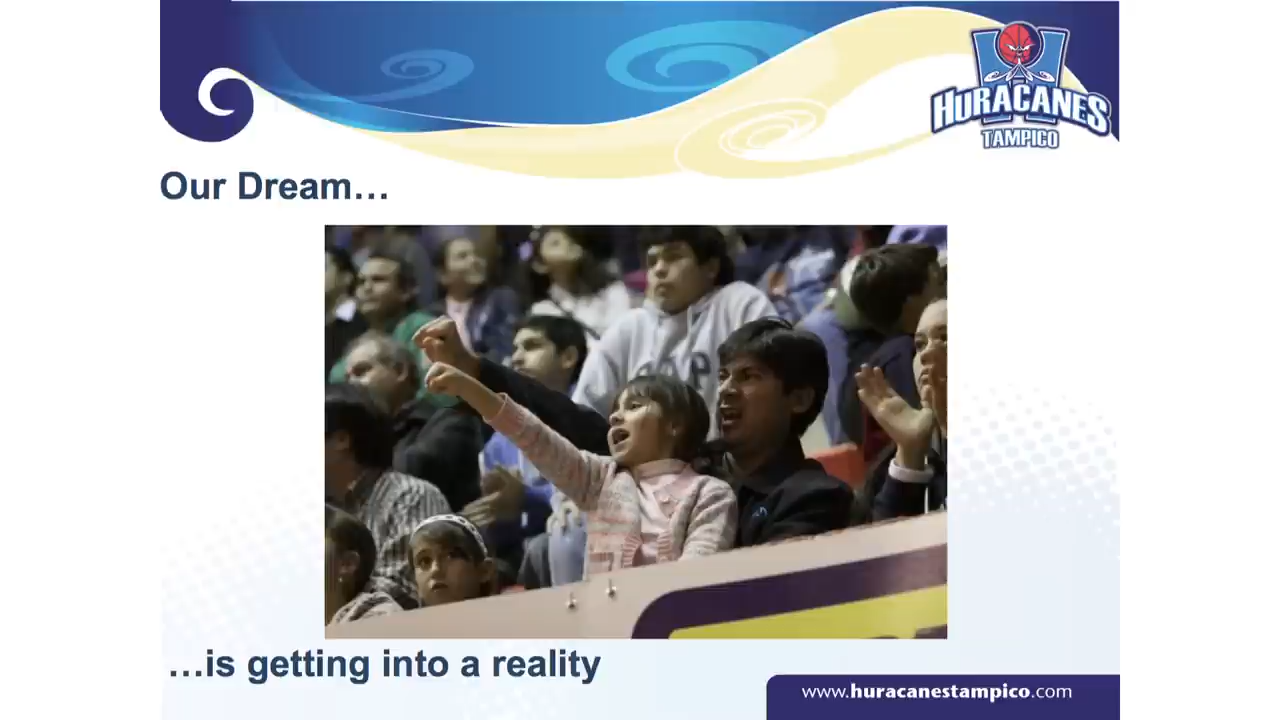 HURACANES
TAMPICO
Our Dream…
…is getting into a reality
www.huracanestampico.com